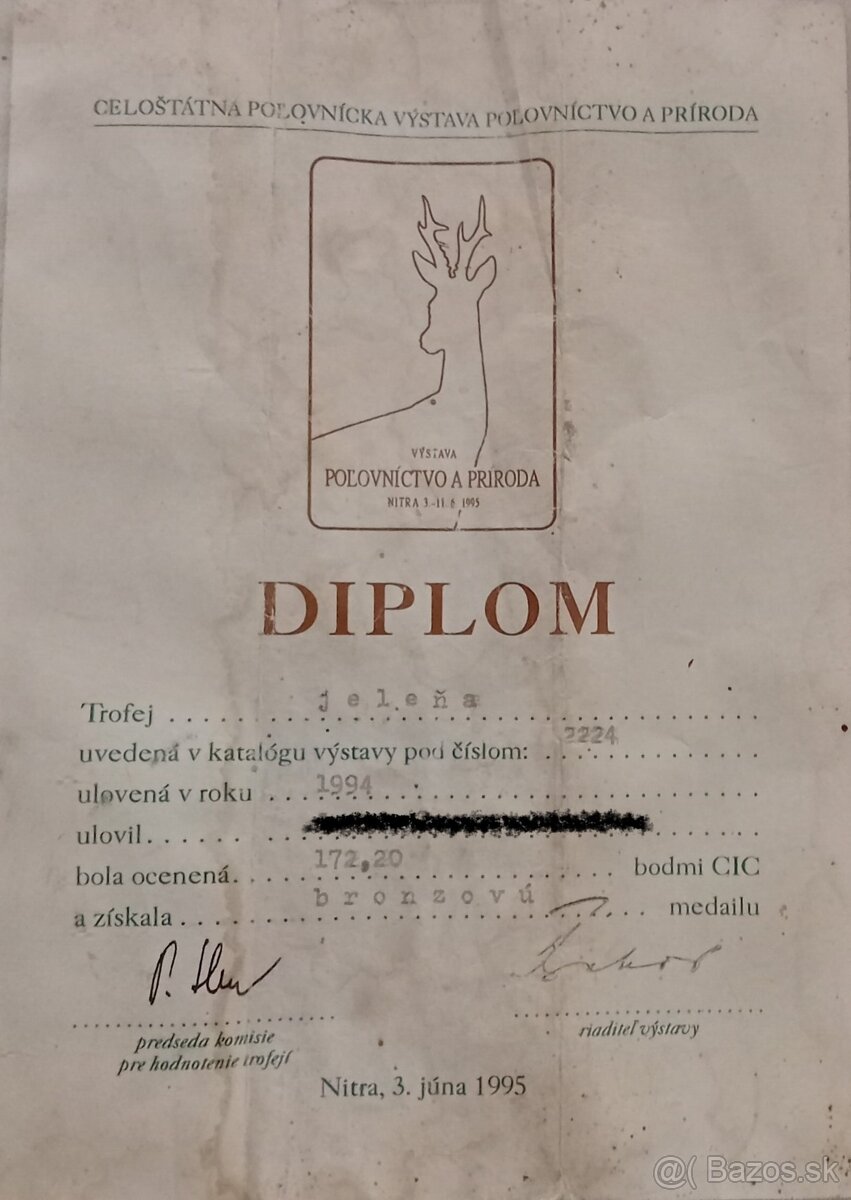 CELOŠTÁTNA POĽOVNÍCKA VÝSTAVA POĽOVNÍCTVO A PRÍRODA
VÝSTAVA
POĽOVNÍCTVO A PRÍRODA
NITRA 3.-11. 6. 1995
DIPLOM
Trofej ..... jeleňa .....
uvedená v katalógu výstavy pod číslom: ..... 2224 .....
ulovená v roku ..... 1994 .....
ulovil .....
bola ocenená ..... 172,20 ..... bodmi CIC
a získala ..... bronzovú ..... medailu
predseda komisie
pre hodnotenie trofejí
riaditeľ výstavy
Nitra, 3. júna 1995
@( Bazos.sk